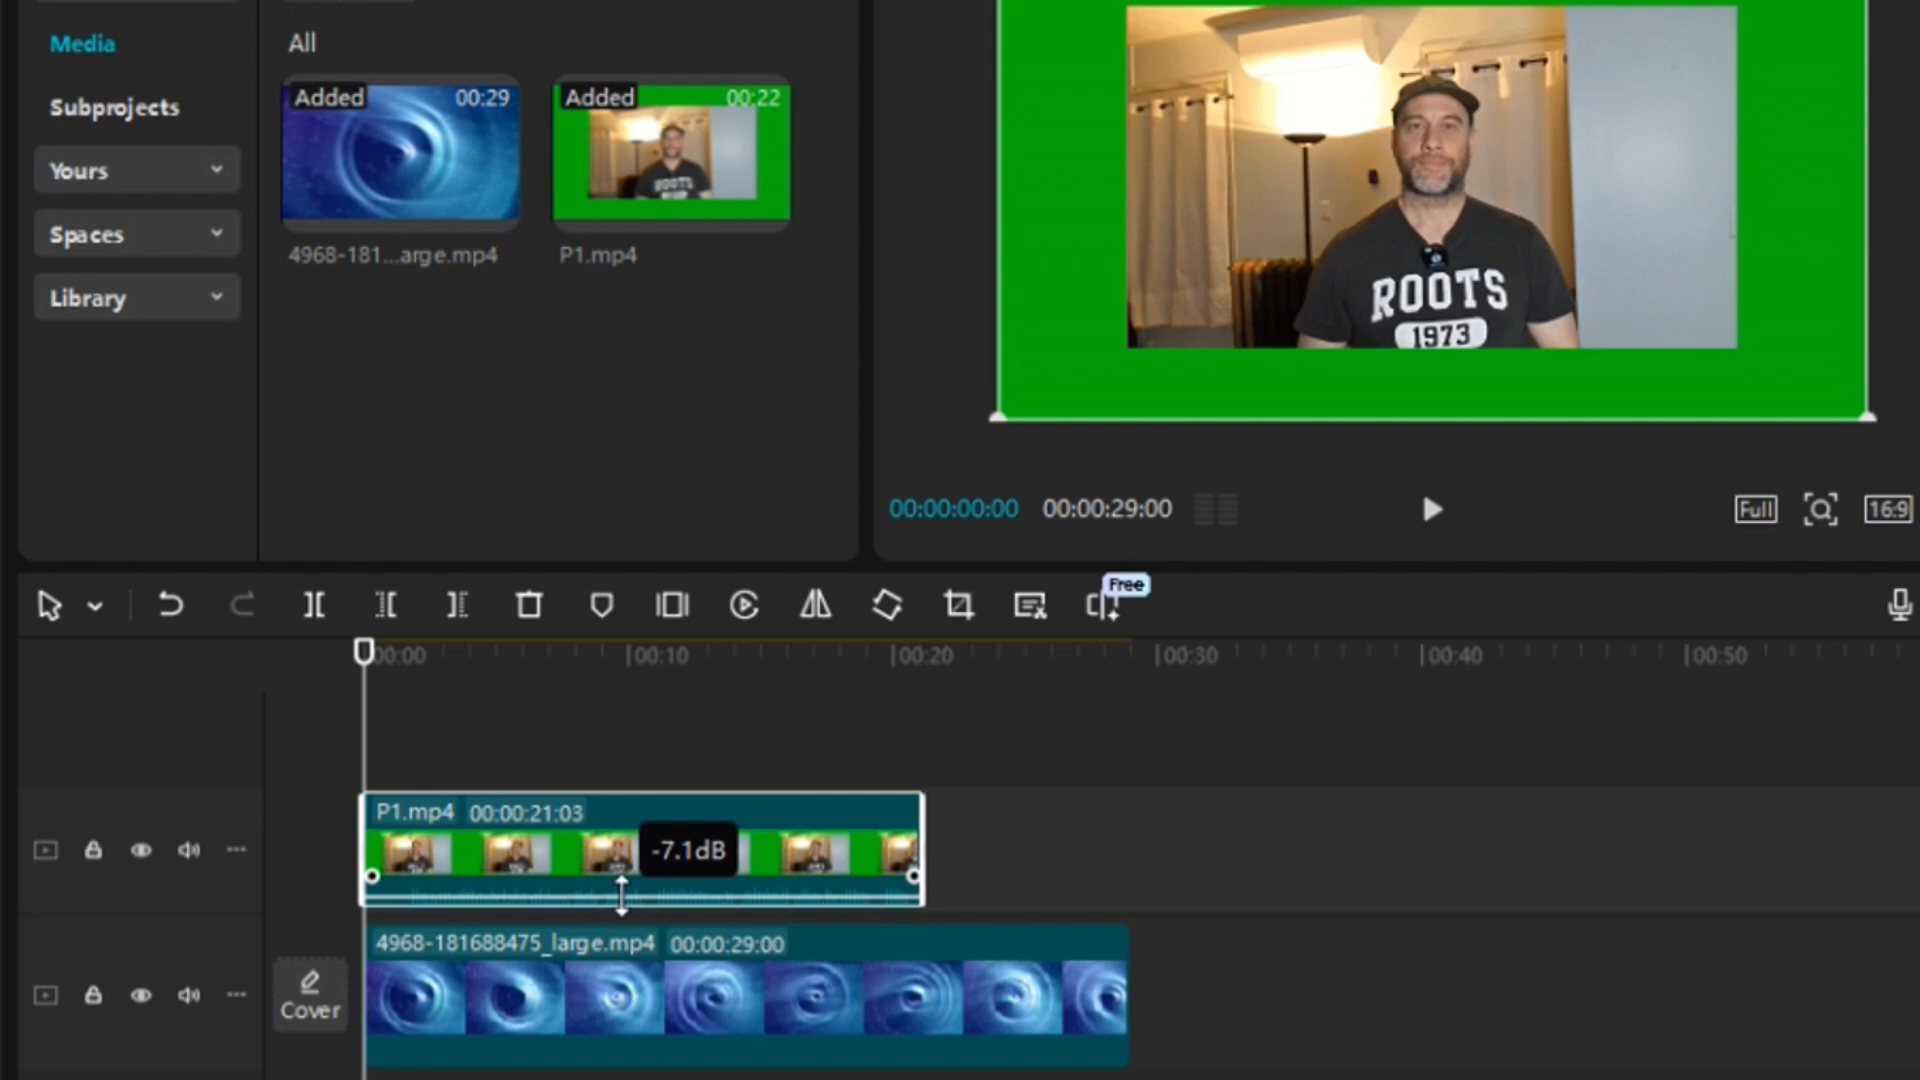 Media
All
Subprojects
Yours
Spaces
Library
Added
00:29
Added
00:22
4968-181...arge.mp4
P1.mp4
ROOTS
1973
00:00:00:00
00:00:29:00
Full
16:9
Free
00:00
00:10
00:20
00:30
00:40
00:50
P1.mp4
00:00:21:03
-7.1dB
4968-181688475_large.mp4
00:00:29:00
Cover